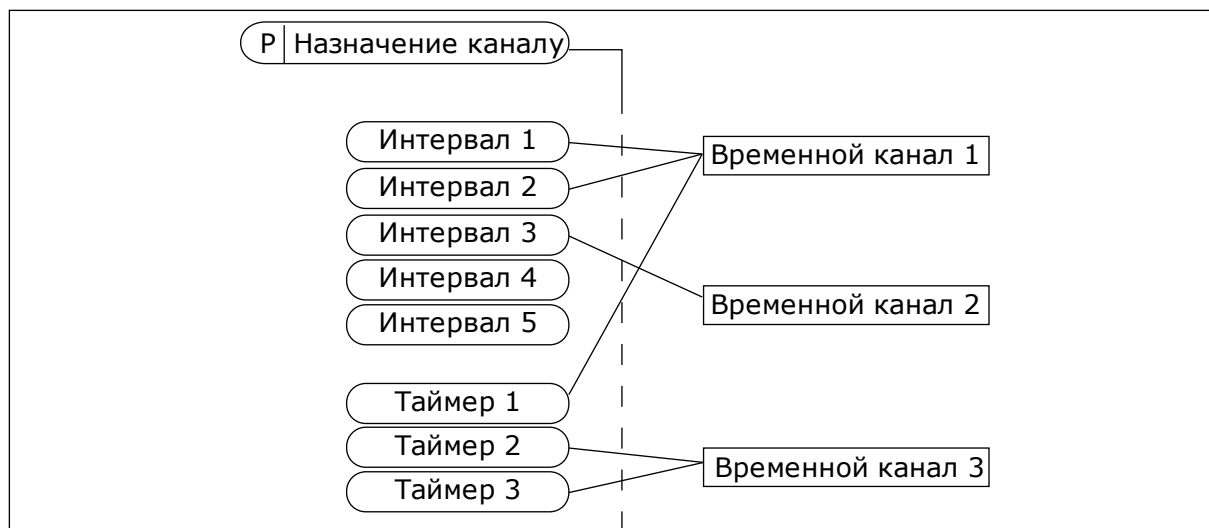 P Назначение каналу
Интервал 1
Интервал 2
Интервал 3
Интервал 4
Интервал 5
Таймер 1
Таймер 2
Таймер 3
Временной канал 1
Временной канал 2
Временной канал 3